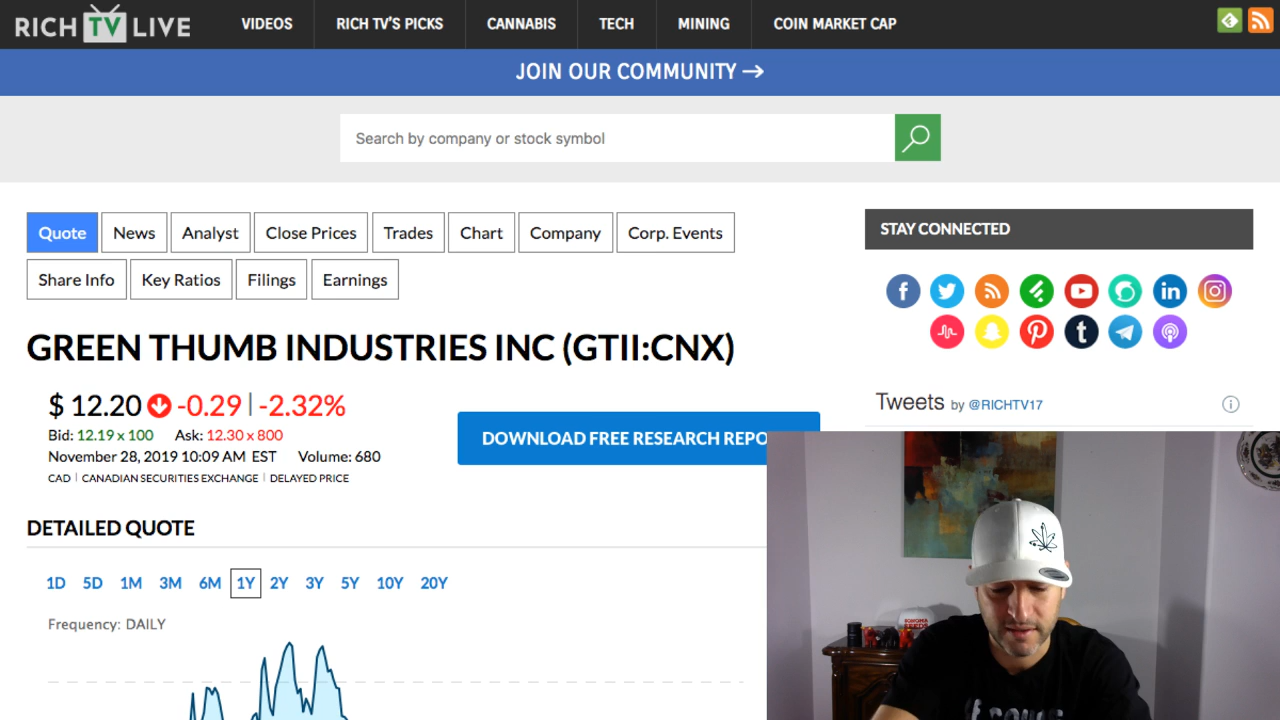 RICH TV LIVE
VIDEOS
RICH TV'S PICKS
CANNABIS
TECH
MINING
COIN MARKET CAP
JOIN OUR COMMUNITY →
Search by company or stock symbol
Quote
News
Analyst
Close Prices
Trades
Chart
Company
Corp. Events
Share Info
Key Ratios
Filings
Earnings
STAY CONNECTED
GREEN THUMB INDUSTRIES INC (GTII:CNX)
$ 12.20 -0.29 | -2.32%
Bid: 12.19 x 100 Ask: 12.30 x 800
November 28, 2019 10:09 AM EST Volume: 680
CAD | CANADIAN SECURITIES EXCHANGE | DELAYED PRICE
DOWNLOAD FREE RESEARCH REPO
Tweets by @RICHTV17
DETAILED QUOTE
1D 5D 1M 3M 6M 1Y 2Y 3Y 5Y 10Y 20Y
Frequency: DAILY